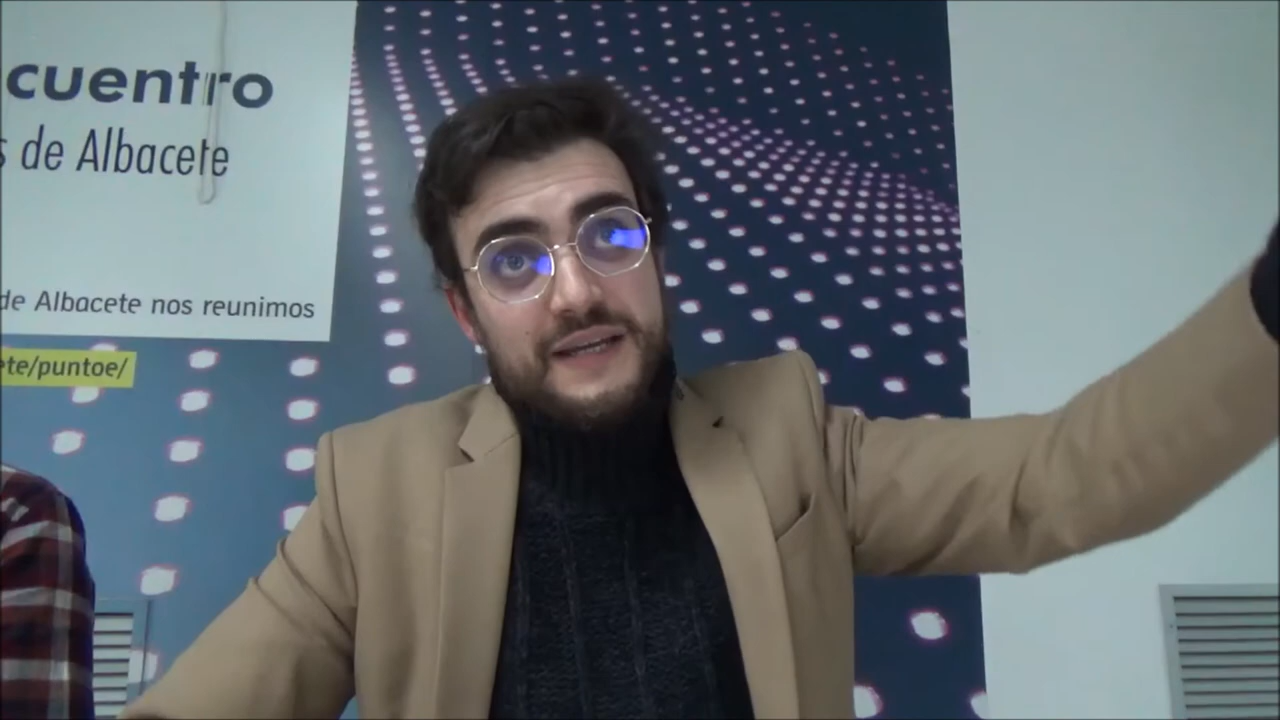 cuentro
s de Albacete
de Albacete nos reunimos
ete/puntoe/